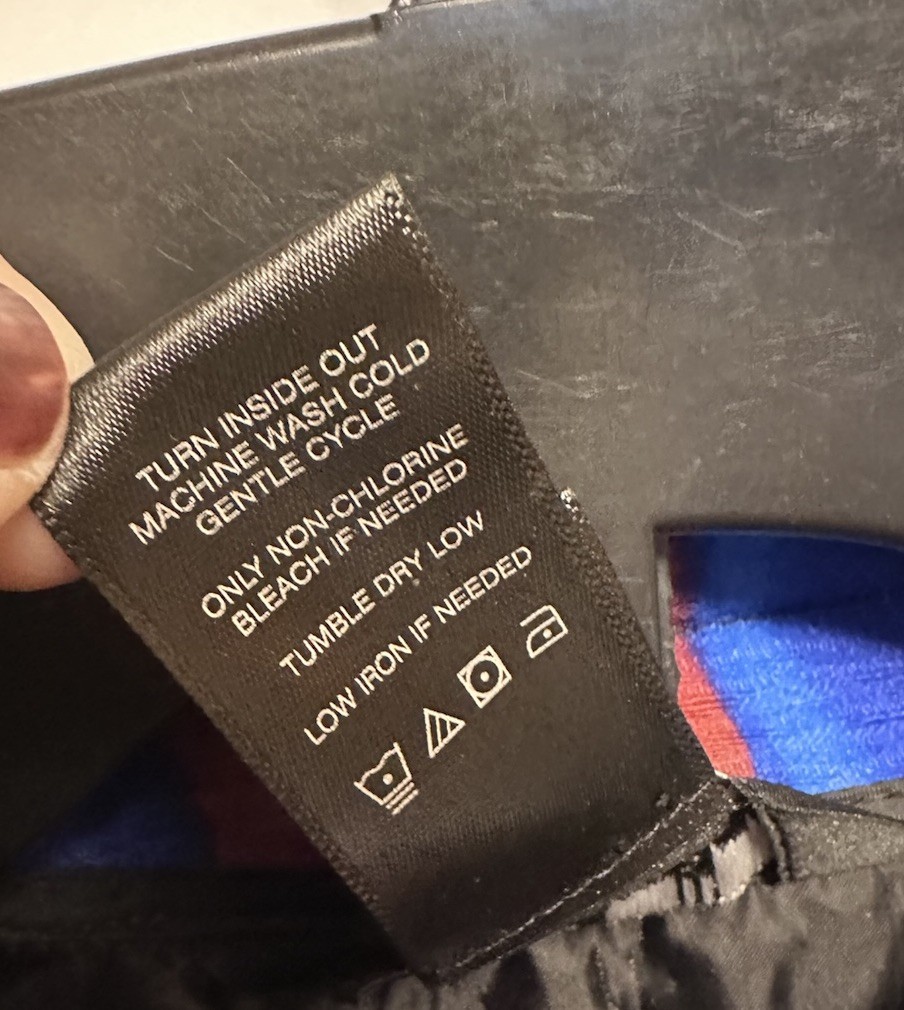 TURN INSIDE OUT
MACHINE WASH COLD
GENTLE CYCLE
ONLY NON-CHLORINE
BLEACH IF NEEDED
TUMBLE DRY LOW
LOW IRON IF NEEDED